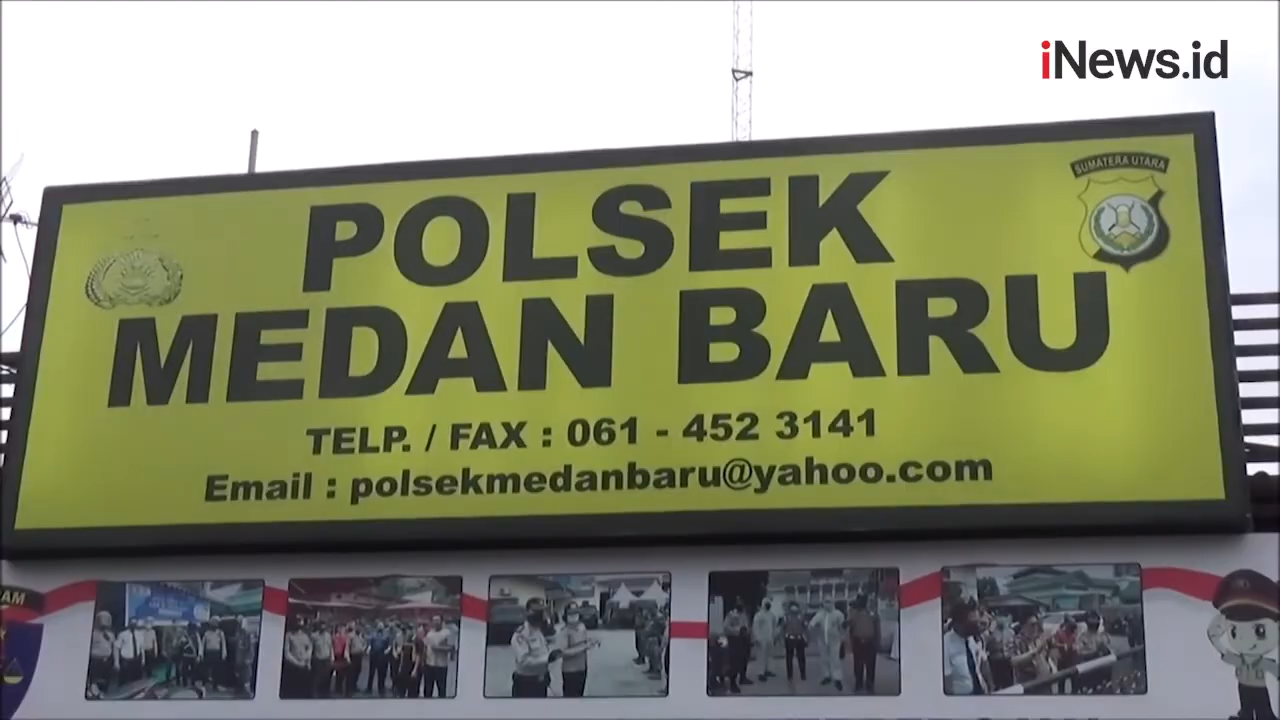 iNews.id
SUMATERA UTARA
POLSEK
MEDAN BARU
TELP. / FAX : 061 - 452 3141
Email : polsekmedanbaru@yahoo.com